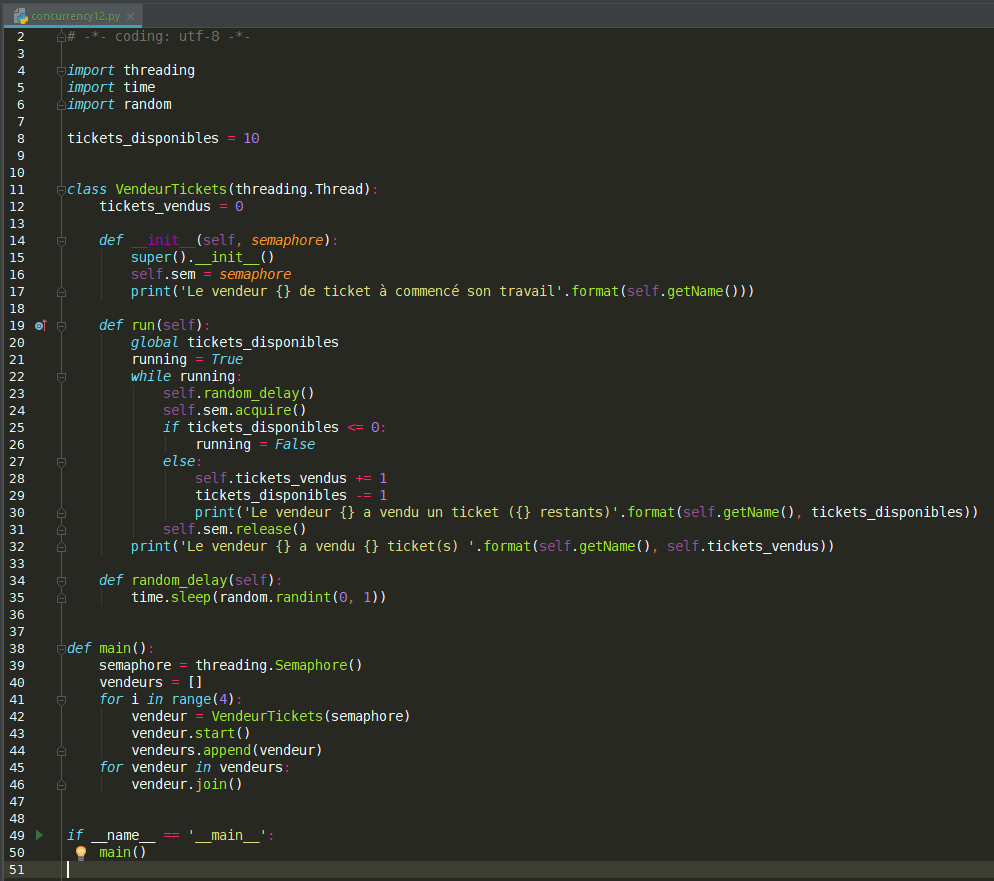 concurrency12.py
2 # -*- coding: utf-8 -*-
3
4 import threading
5 import time
6 import random
7
8 tickets_disponibles = 10
9
10
11 class VendeurTickets(threading.Thread):
12     tickets_vendus = 0
13
14     def __init__(self, semaphore):
15         super().__init__()
16         self.sem = semaphore
17         print('Le vendeur {} de ticket à commencé son travail'.format(self.getName()))
18
19     def run(self):
20         global tickets_disponibles
21         running = True
22         while running:
23             self.random_delay()
24             self.sem.acquire()
25             if tickets_disponibles <= 0:
26                 running = False
27             else:
28                 self.tickets_vendus += 1
29                 tickets_disponibles -= 1
30                 print('Le vendeur {} a vendu un ticket ({} restants)'.format(self.getName(), tickets_disponibles))
31             self.sem.release()
32         print('Le vendeur {} a vendu {} ticket(s) '.format(self.getName(), self.tickets_vendus))
33
34     def random_delay(self):
35         time.sleep(random.randint(0, 1))
36
37
38 def main():
39     semaphore = threading.Semaphore()
40     vendeurs = []
41     for i in range(4):
42         vendeur = VendeurTickets(semaphore)
43         vendeur.start()
44         vendeurs.append(vendeur)
45     for vendeur in vendeurs:
46         vendeur.join()
47
48
49 if __name__ == '__main__':
50     main()
51